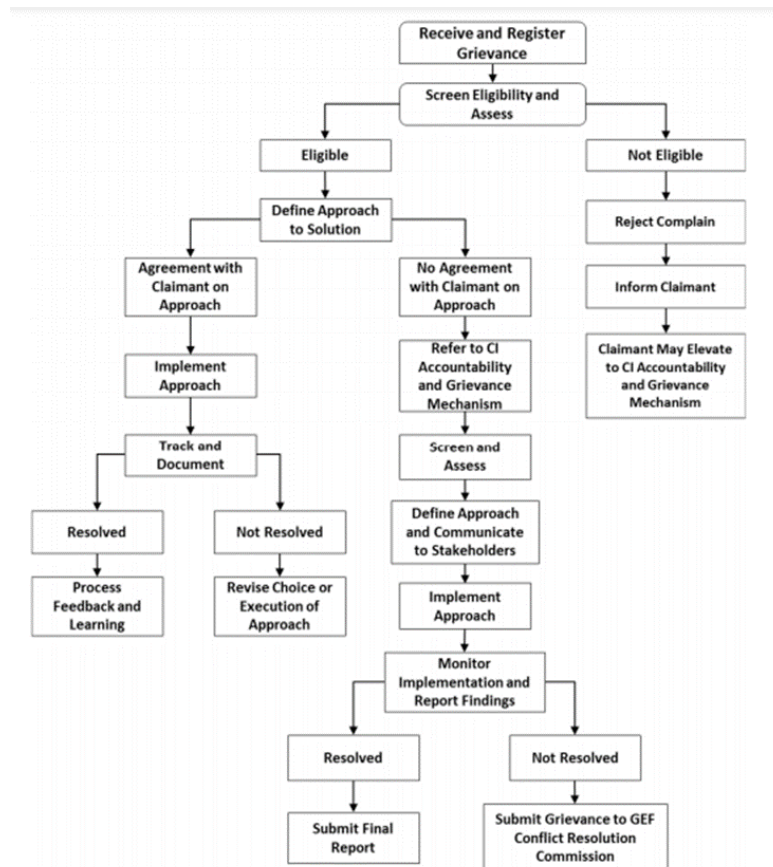 Receive and Register
Grievance
Screen Eligibility and
Assess
Eligible
Not Eligible
Define Approach
to Solution
Reject Complain
Agreement with
Claimant on
Approach
No Agreement
with Claimant on
Approach
Inform Claimant
Implement
Approach
Refer to CI
Accountability
and Grievance
Mechanism
Claimant May Elevate
to CI Accountability
and Grievance
Mechanism
Track and
Document
Screen and
Assess
Resolved
Not Resolved
Define Approach
and Communicate
to Stakeholders
Process
Feedback and
Learning
Revise Choice or
Execution of
Approach
Implement
Approach
Monitor
Implementation and
Report Findings
Resolved
Not Resolved
Submit Final
Report
Submit Grievance to GEF
Conflict Resolution
Commission